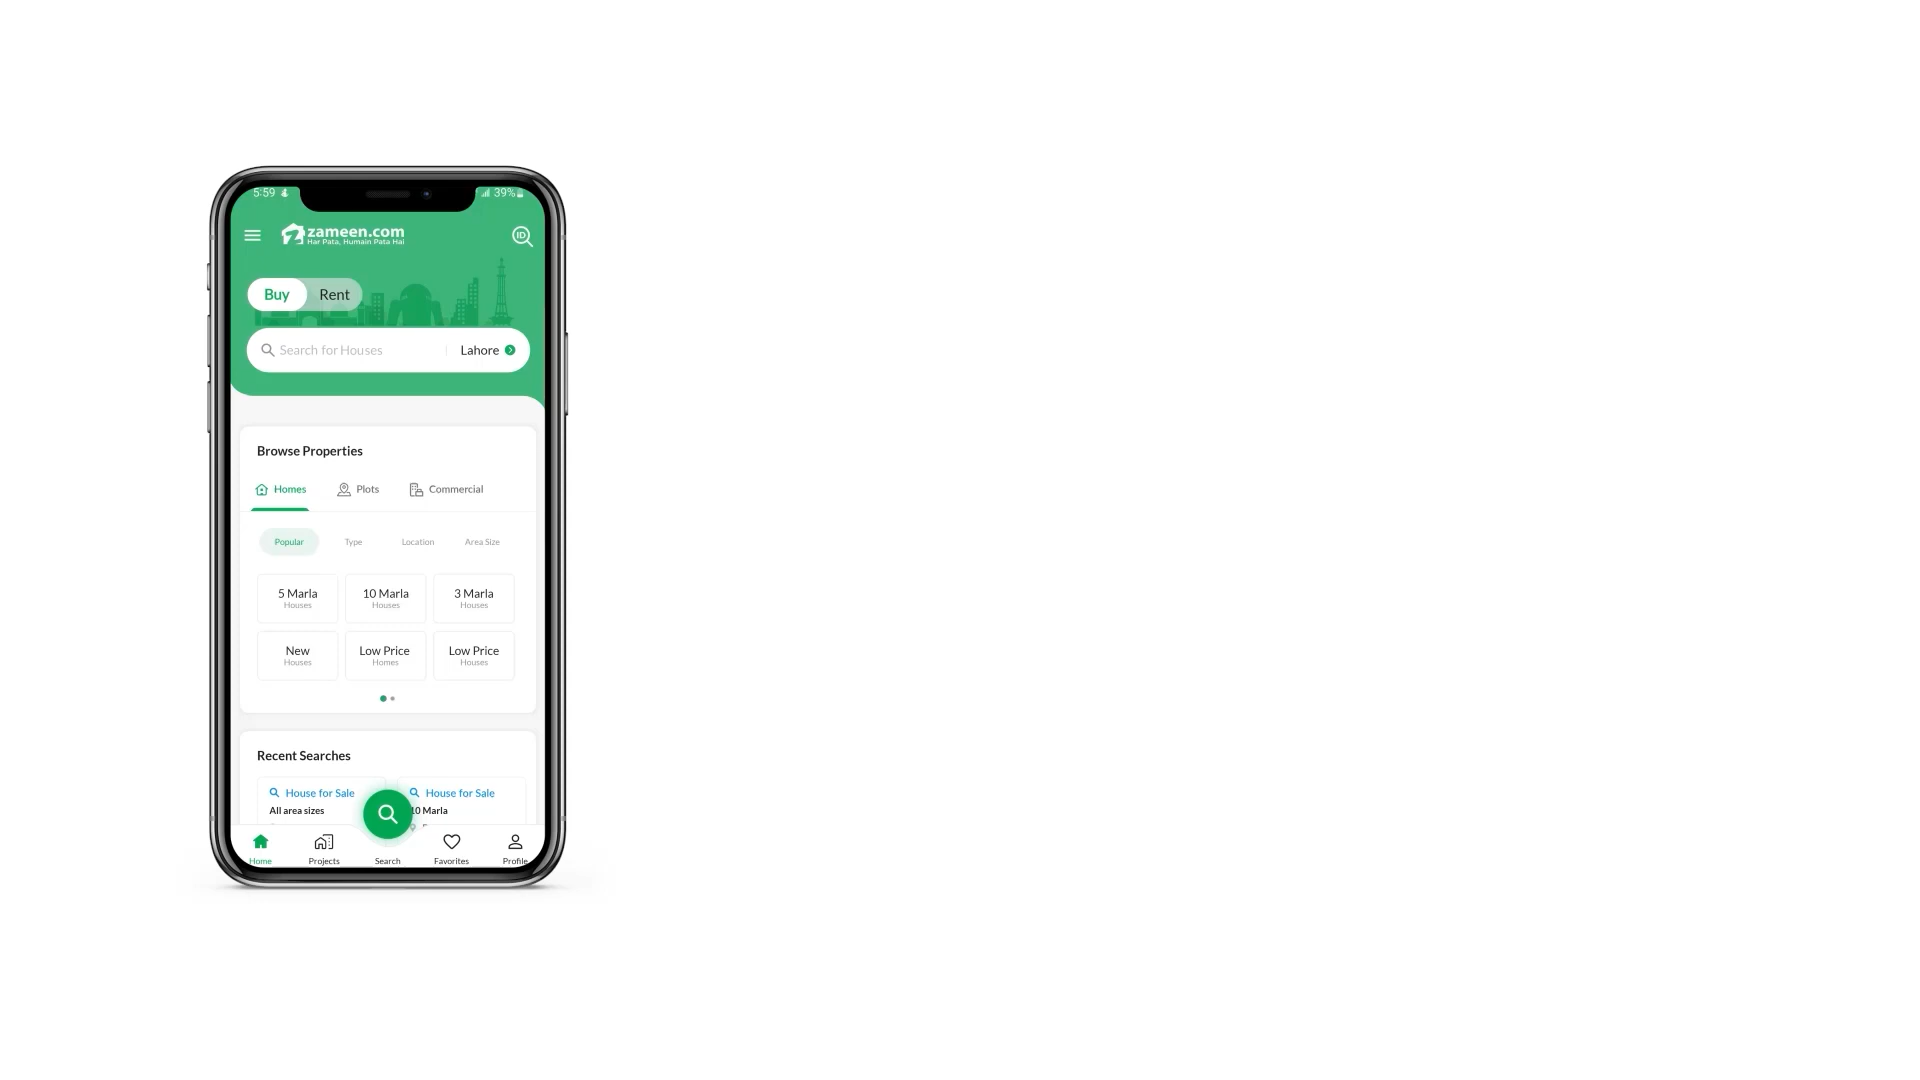 5:59
39%
zameen.com
Har Pata, Humain Pata Hai
ID
Buy
Rent
Search for Houses
Lahore
Browse Properties
Homes
Plots
Commercial
Popular
Type
Location
Area Size
5 Marla
Houses
10 Marla
Houses
3 Marla
Houses
New
Houses
Low Price
Homes
Low Price
Houses
Recent Searches
House for Sale
All area sizes
House for Sale
10 Marla
Home
Projects
Search
Favorites
Profile